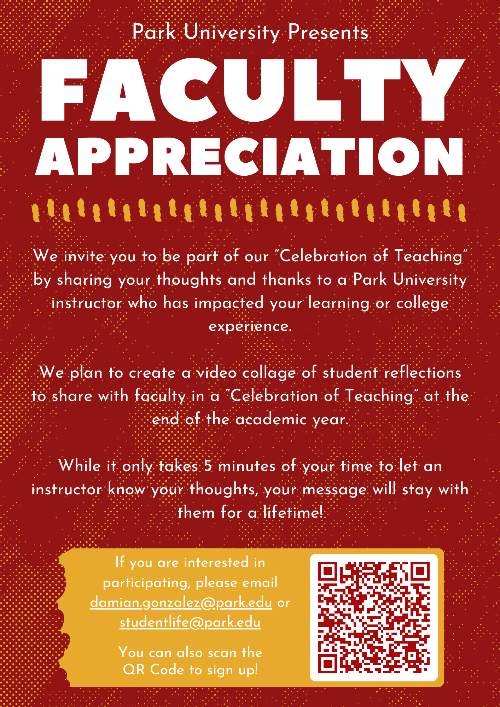 Park University Presents
FACULTY
APPRECIATION
We invite you to be part of our "Celebration of Teaching"
by sharing your thoughts and thanks to a Park University
instructor who has impacted your learning or college
experience.
We plan to create a video collage of student reflections
to share with faculty in a "Celebration of Teaching" at the
end of the academic year.
While it only takes 5 minutes of your time to let an
instructor know your thoughts, your message will stay with
them for a lifetime!
If you are interested in
participating, please email
damian.gonzalez@park.edu or
studentlife@park.edu
You can also scan the
QR Code to sign up!